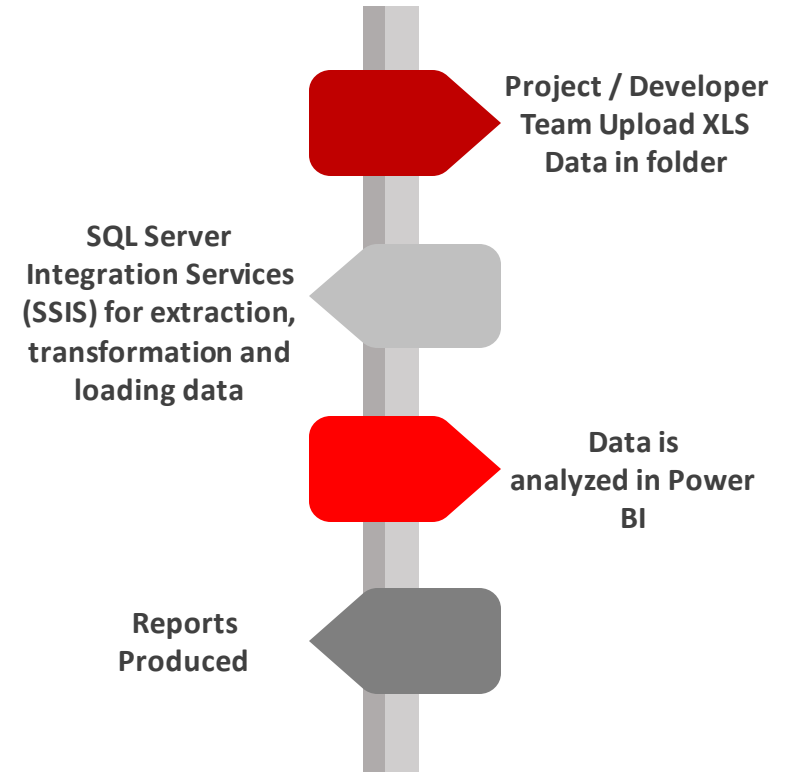 Project / Developer
Team Upload XLS
Data in folder
SQL Server
Integration Services
(SSIS) for extraction,
transformation and
loading data
Data is
analyzed in Power
BI
Reports
Produced